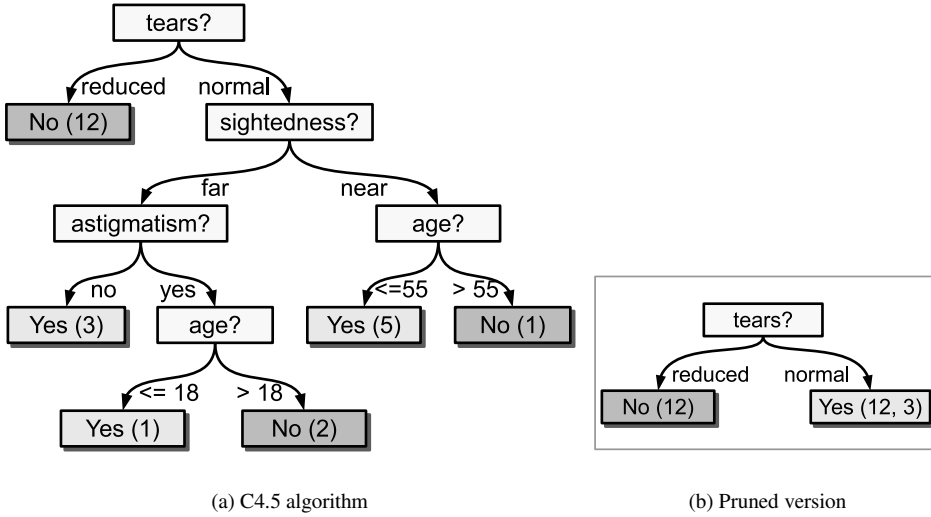 tears?
reduced normal
No (12)
sightedness?
far near
astigmatism? age?
no yes <=55 > 55
Yes (3) age? Yes (5) No (1)
<= 18 > 18
Yes (1) No (2)
(a) C4.5 algorithm
tears?
reduced normal
No (12) Yes (12, 3)
(b) Pruned version